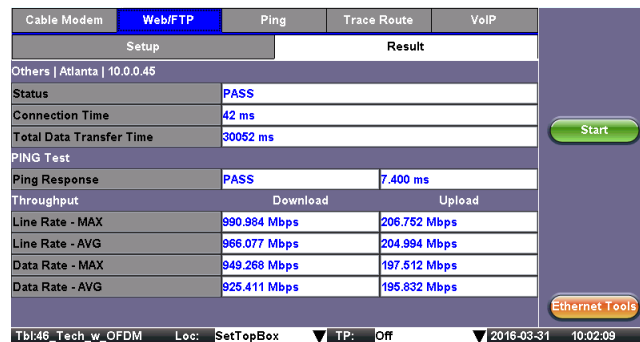 Cable Modem Web/FTP Ping Trace Route VoIP
Setup Result
Others | Atlanta | 10.0.0.45
Status PASS
Connection Time 42 ms
Total Data Transfer Time 30052 ms
Start
PING Test
Ping Response PASS 7.400 ms
Throughput Download Upload
Line Rate - MAX 990.984 Mbps 206.752 Mbps
Line Rate - AVG 966.077 Mbps 204.994 Mbps
Data Rate - MAX 949.268 Mbps 197.512 Mbps
Data Rate - AVG 925.411 Mbps 195.832 Mbps
Ethernet Tools
Tbl:46_Tech_w_OFDM Loc: SetTopBox TP: Off 2016-03-31 10:02:09